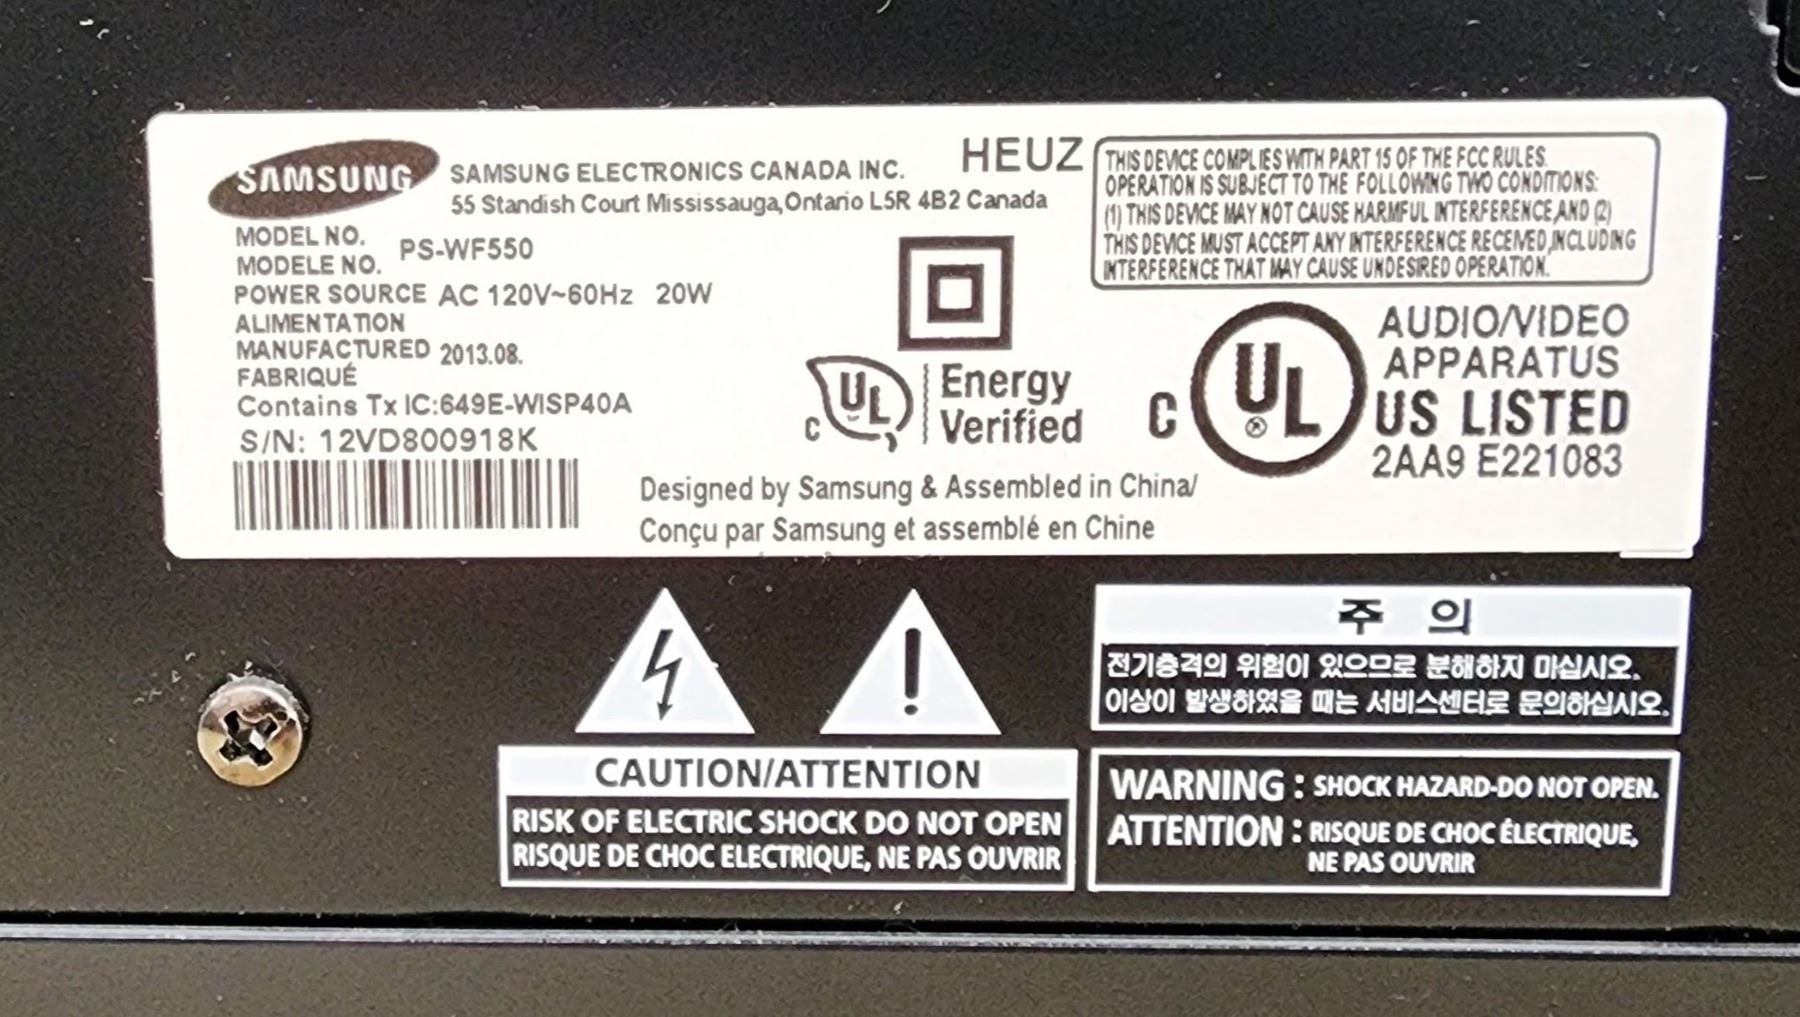 SAMSUNG
SAMSUNG ELECTRONICS CANADA INC.
55 Standish Court Mississauga, Ontario L5R 4B2 Canada
HEUZ
THIS DEVICE COMPLIES WITH PART 15 OF THE FCC RULES.
OPERATION IS SUBJECT TO THE FOLLOWING TWO CONDITIONS:
(1) THIS DEVICE MAY NOT CAUSE HARMFUL INTERFERENCE,AND (2)
THIS DEVICE MUST ACCEPT ANY INTERFERENCE RECEIVED,INCLUDING
INTERFERENCE THAT MAY CAUSE UNDESIRED OPERATION.
MODEL NO.
MODELE NO.
PS-WF550
POWER SOURCE AC 120V~60Hz 20W
ALIMENTATION
MANUFACTURED 2013.08.
FABRIQUÉ
Contains Tx IC:649E-WISP40A
S/N: 12VD800918K
C UL
Energy
Verified
C UL ®
AUDIO/VIDEO
APPARATUS
US LISTED
2AA9 E221083
Designed by Samsung & Assembled in China/
Conçu par Samsung et assemblé en Chine
CAUTION/ATTENTION
RISK OF ELECTRIC SHOCK DO NOT OPEN
RISQUE DE CHOC ELECTRIQUE, NE PAS OUVRIR
주 의
전기충격의 위험이 있으므로 분해하지 마십시오.
이상이 발생하였을 때는 서비스센터로 문의하십시오.
WARNING : SHOCK HAZARD-DO NOT OPEN.
ATTENTION : RISQUE DE CHOC ÉLECTRIQUE,
NE PAS OUVRIR